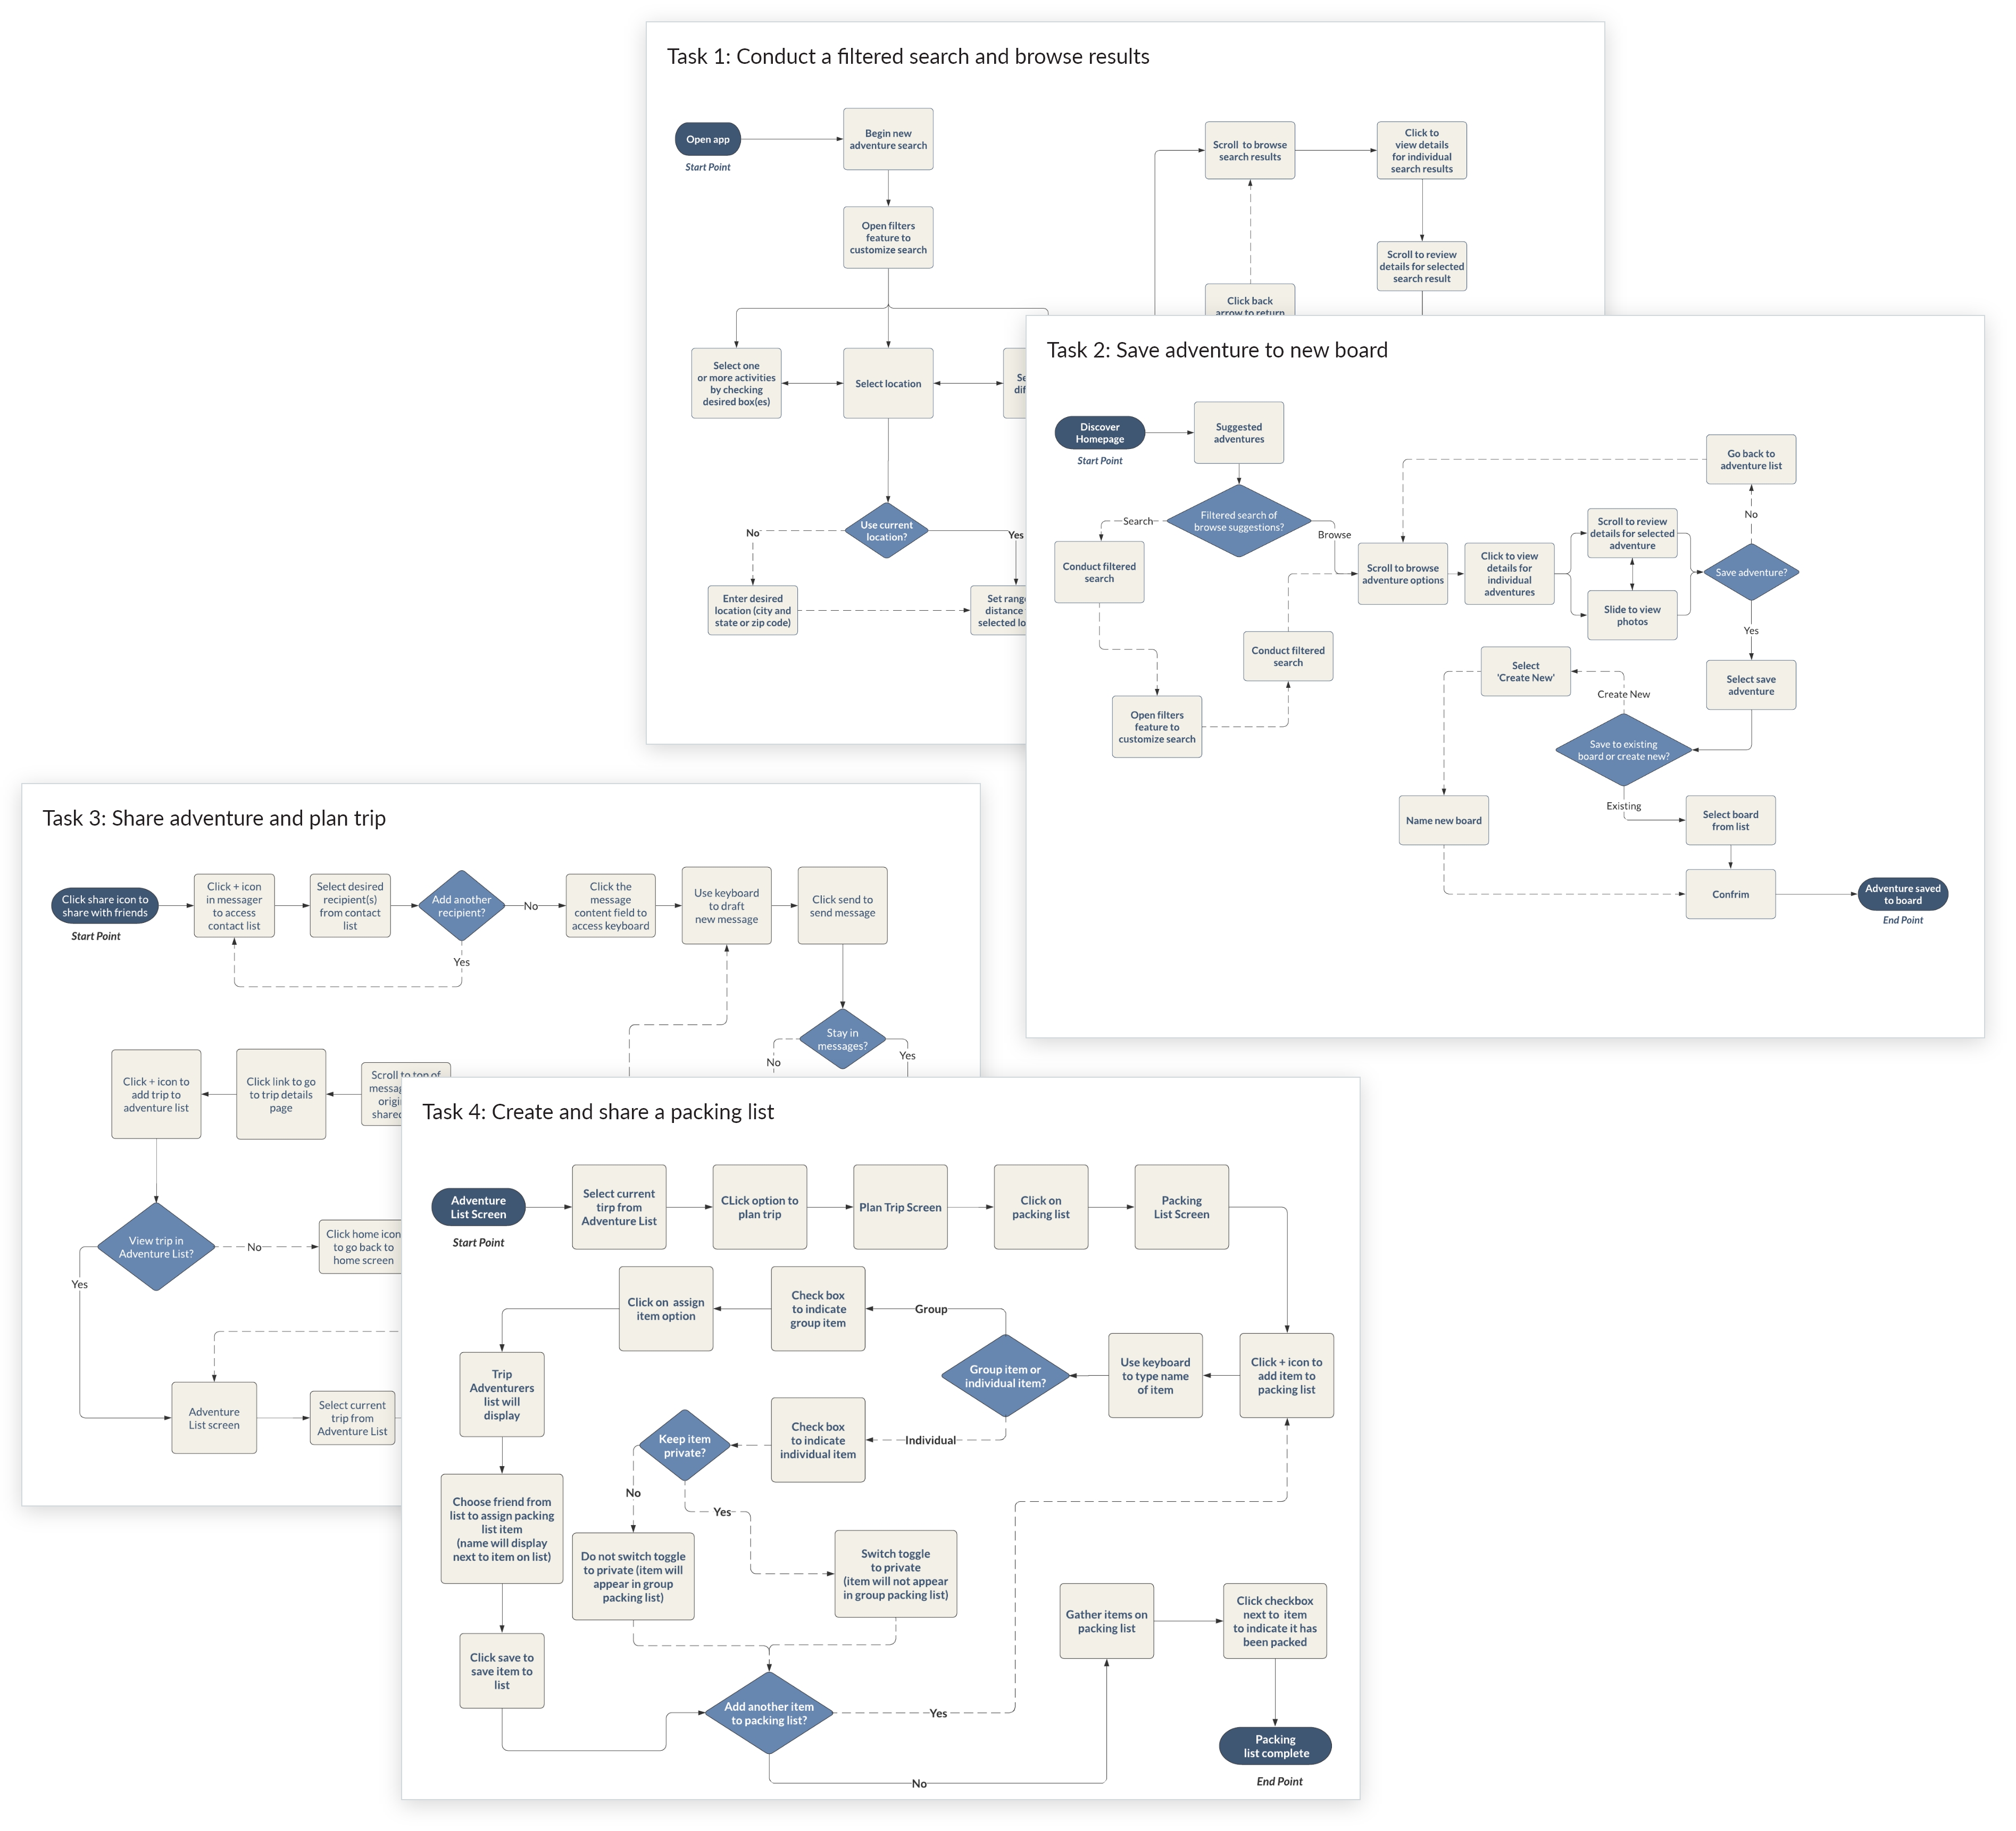 Task 1: Conduct a filtered search and browse results
Open app
Start Point
Begin new
adventure search
Open filters
feature to
customize search
Select one
or more activities
by checking
desired box(es)
Select location
Use current
location?
No
Yes
Enter desired
location (city and
state or zip code)
Set rang
distance
selected lo
Scroll  to browse
search results
Click to
view details
for individual
search results
Scroll to review
details for selected
search result
Click back
arrow to return
Task 2: Save adventure to new board
Discover
Homepage
Start Point
Suggested
adventures
Filtered search of
browse suggestions?
Search
Browse
Conduct filtered
search
Open filters
feature to
customize search
Conduct filtered
search
Scroll to browse
adventure options
Click to view
details for
individual
adventures
Scroll to review
details for selected
adventure
Slide to view
photos
Save adventure?
No
Go back to
adventure list
Yes
Select save
adventure
Save to existing
board or create new?
Create New
Select
'Create New'
Name new board
Existing
Select board
from list
Confrim
Adventure saved
to board
End Point
Task 3: Share adventure and plan trip
Click share icon to
share with friends
Start Point
Click + icon
in messager
to access
contact list
Select desired
recipient(s)
from contact
list
Add another
recipient?
No
Yes
Click the
message
content field to
access keyboard
Use keyboard
to draft
new message
Click send to
send message
Stay in
messages?
No
Yes
Scroll to top of
messag
origi
shared
Click link to go
to trip details
page
Click + icon to
add trip to
adventure list
View trip in
Adventure List?
No
Yes
Click home icon
to go back to
home screen
Adventure
List screen
Select current
trip from
Adventure List
Task 4: Create and share a packing list
Adventure
List Screen
Start Point
Select current
tirp from
Adventure List
CLick option to
plan trip
Plan Trip Screen
Click on
packing list
Packing
List Screen
Click + icon to
add item to
packing list
Use keyboard
to type name
of item
Group item or
individual item?
Group
Check box
to indicate
group item
Click on  assign
item option
Trip
Adventurers
list will
display
Choose friend from
list to assign packing
list item
(name will display
next to item on list)
Click save to
save item to
list
Individual
Check box
to indicate
individual item
Keep item
private?
No
Yes
Do not switch toggle
to private (item will
appear in group
packing list)
Switch toggle
to private
(item will not appear
in group packing list)
Add another item
to packing list?
Yes
No
Gather items on
packing list
Click checkbox
next to  item
to indicate it has
been packed
Packing
list complete
End Point